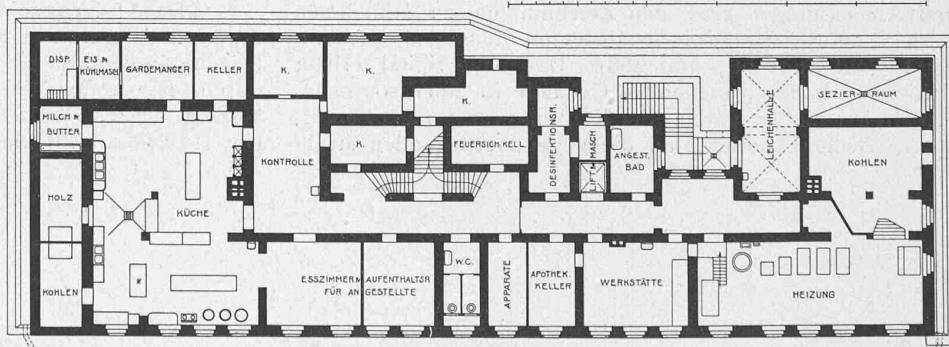 DISP.
EIS &
KÜHLMASCH.
GARDEMANGER
KELLER
K.
K.
K.
MILCH &
BUTTER
KONTROLLE
K.
FEUERSICH. KELL.
DESINFEKTIONSR.
LIFT & MASCH
ANGEST.
BAD
LEICHENHALLE
SEZIER-RAUM
KOHLEN
HOLZ
KÜCHE
KOHLEN
ESSZIMMER & AUFENTHALTSR
FÜR ANGESTELLTE
W.C.
APPARATE
APOTHEK.
KELLER
WERKSTÄTTE
HEIZUNG